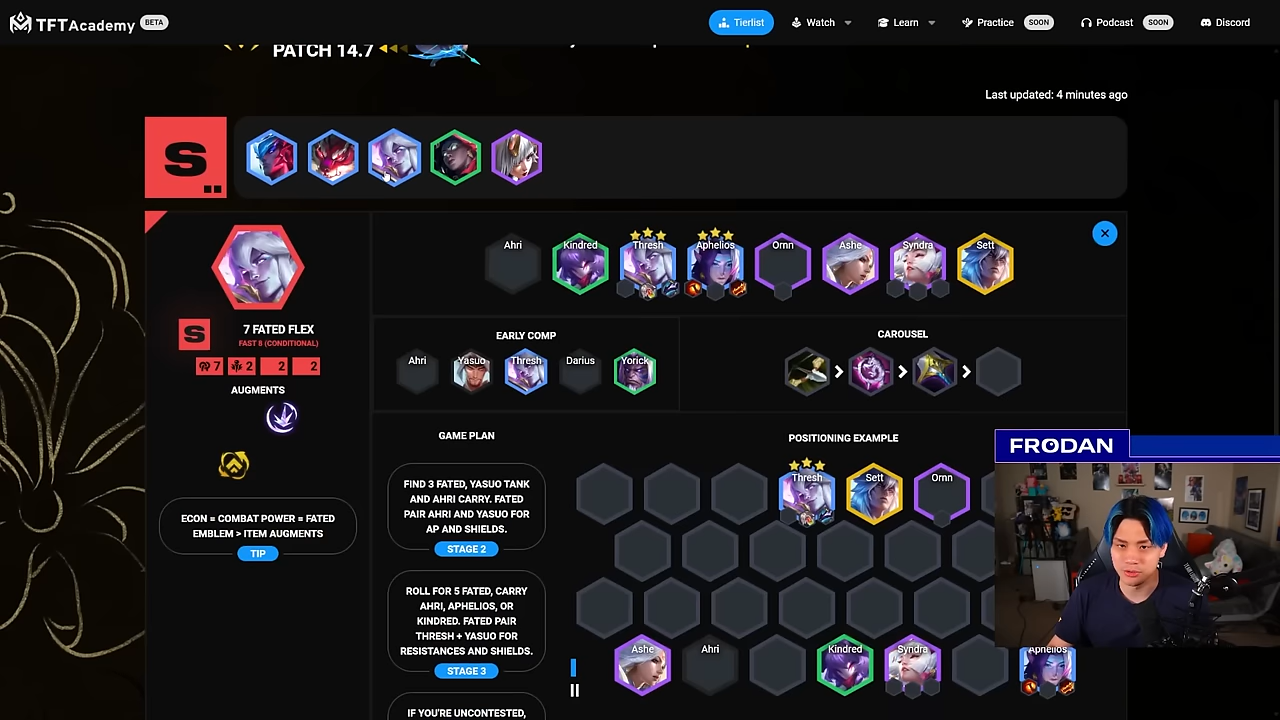 TFTAcademy BETA
Tierlist Watch Learn Practice SOON Podcast SOON Discord
PATCH 14.7
Last updated: 4 minutes ago
S
Ahri Kindred Thresh Aphelios Ornn Ashe Syndra Sett
S
7 FATED FLEX
FAST 8 (CONDITIONAL)
7 2 2 2
AUGMENTS
ECON = COMBAT POWER = FATED
EMBLEM > ITEM AUGMENTS
TIP
EARLY COMP
Ahri Yasuo Thresh Darius Yorick
CAROUSEL
GAME PLAN
FIND 3 FATED, YASUO TANK
AND AHRI CARRY. FATED
PAIR AHRI AND YASUO FOR
AP AND SHIELDS.
STAGE 2
ROLL FOR 5 FATED, CARRY
AHRI, APHELIOS, OR
KINDRED. FATED PAIR
THRESH + YASUO FOR
RESISTANCES AND SHIELDS.
STAGE 3
IF YOU'RE UNCONTESTED,
POSITIONING EXAMPLE
Thresh Sett Ornn
Ashe Ahri Kindred Syndra Aphelios
FRODAN